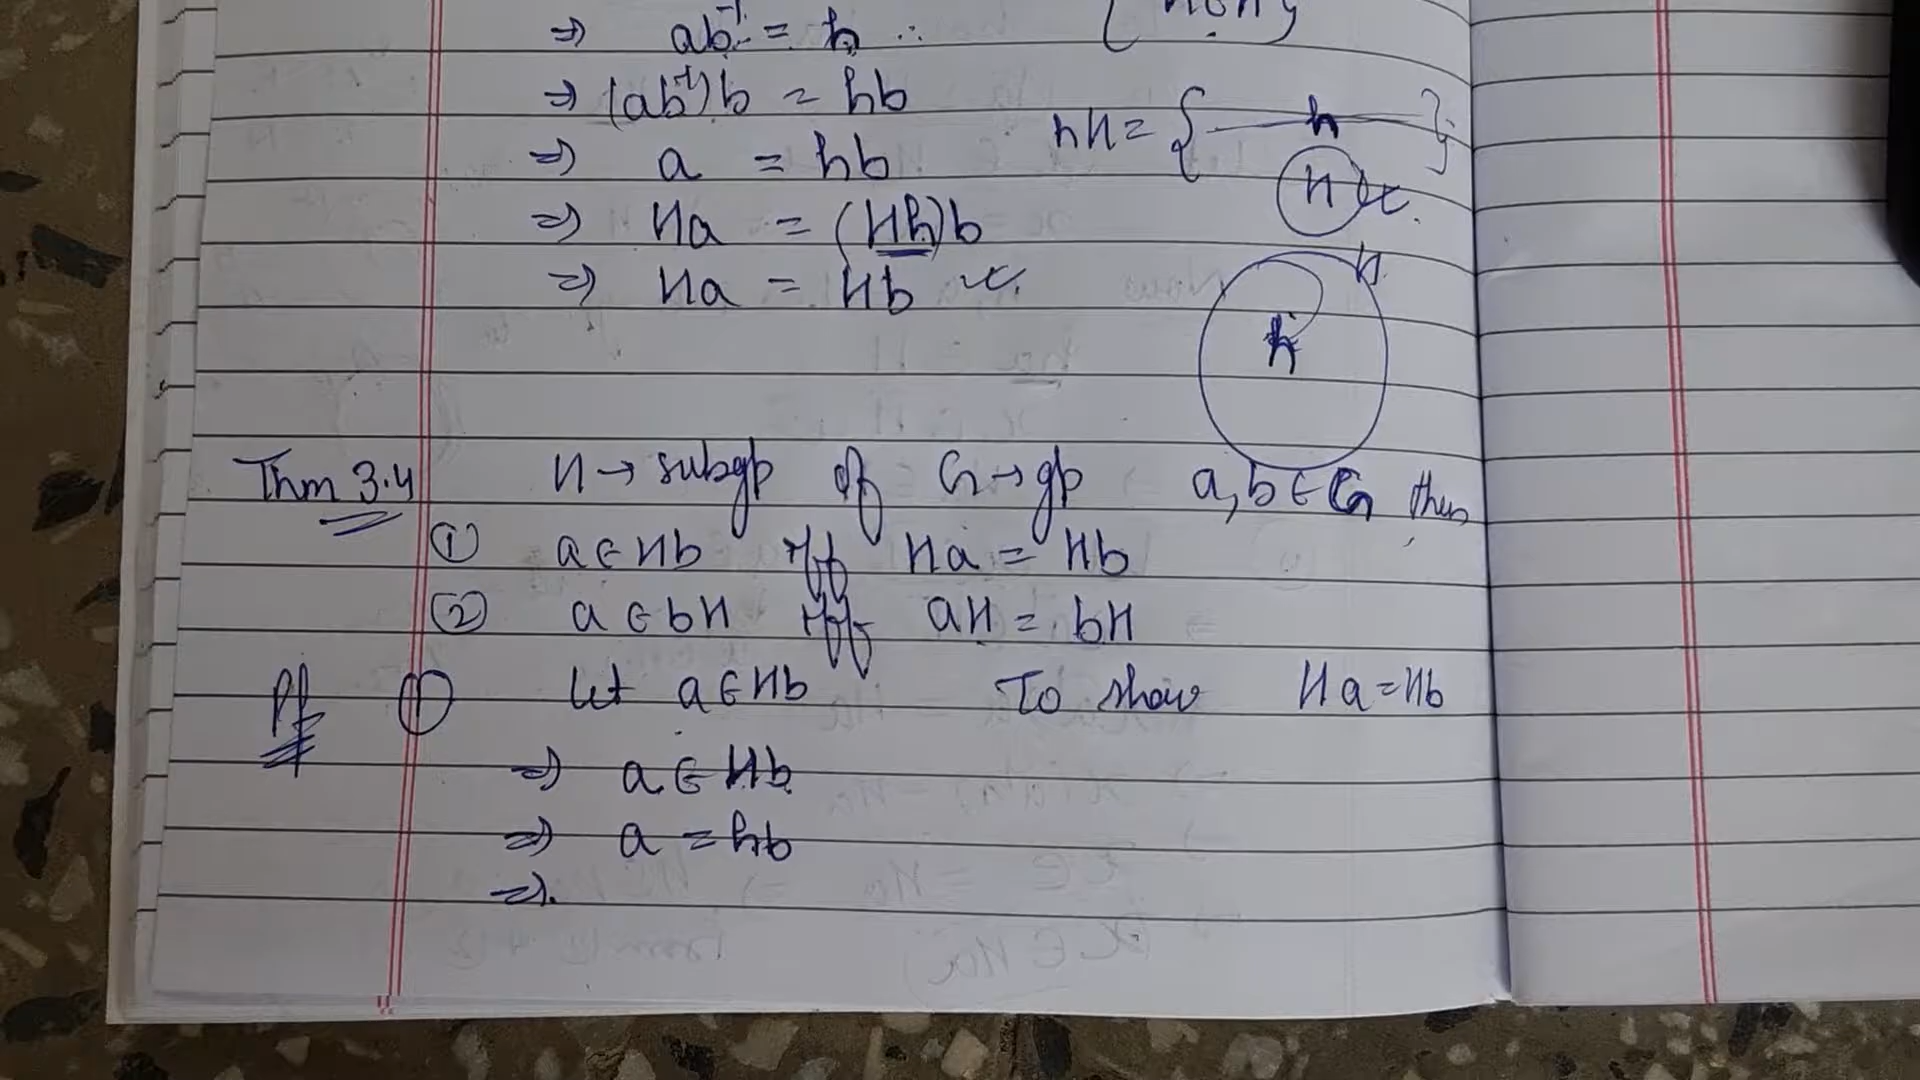 ⇒ ab⁻¹ = h ∴
⇒ (ab⁻¹)b = hb
⇒ a = hb
hH = { h }
H
⇒ Ha = (Hh)b
⇒ Ha = Hb
h
h
Thm 3.4 H → subgp of G → gp a, b ∈ G then
① a ∈ Hb iff Ha = Hb
② a ∈ bH iff aH = bH
Pf ① let a ∈ Hb To show Ha = Hb
⇒ a ∈ Hb
⇒ a = hb
⇒